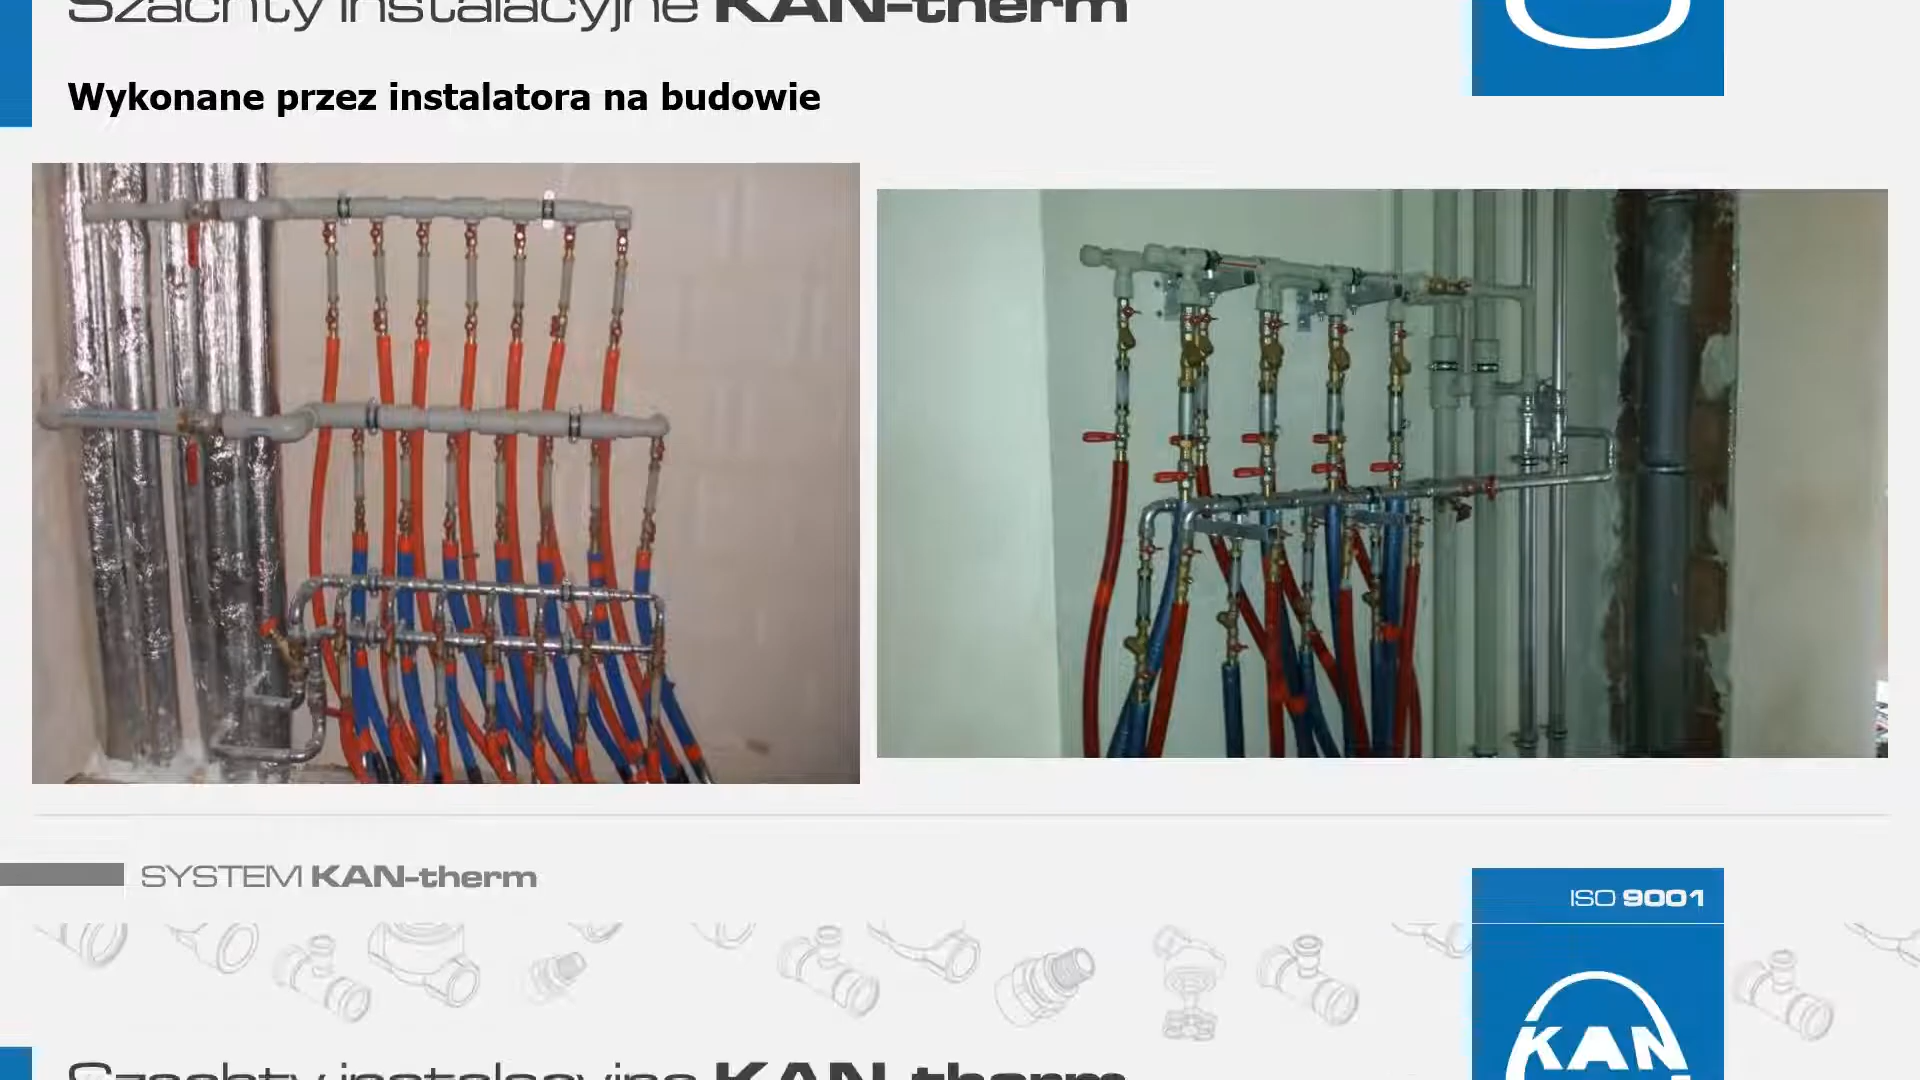 Szachty instalacyjne KAN-therm
Wykonane przez instalatora na budowie
SYSTEM KAN-therm
ISO 9001
KAN
Szachty instalacyjne KAN-therm